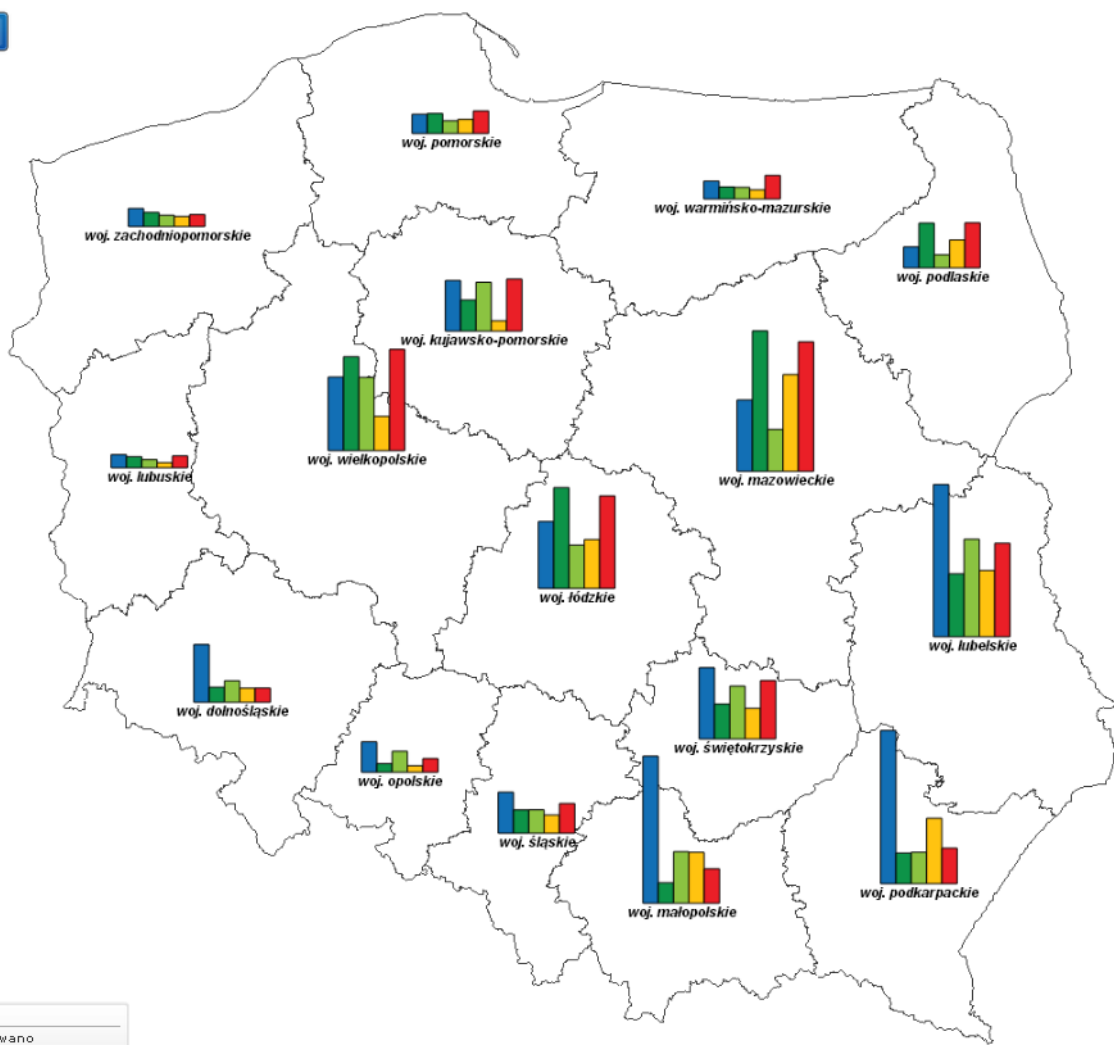 woj. pomorskie
woj. warmińsko-mazurskie
woj. zachodniopomorskie
woj. podlaskie
woj. kujawsko-pomorskie
woj. wielkopolskie
woj. lubuskie
woj. mazowieckie
woj. łódzkie
woj. lubelskie
woj. dolnośląskie
woj. świętokrzyskie
woj. opolskie
woj. śląskie
woj. podkarpackie
woj. małopolskie
wano